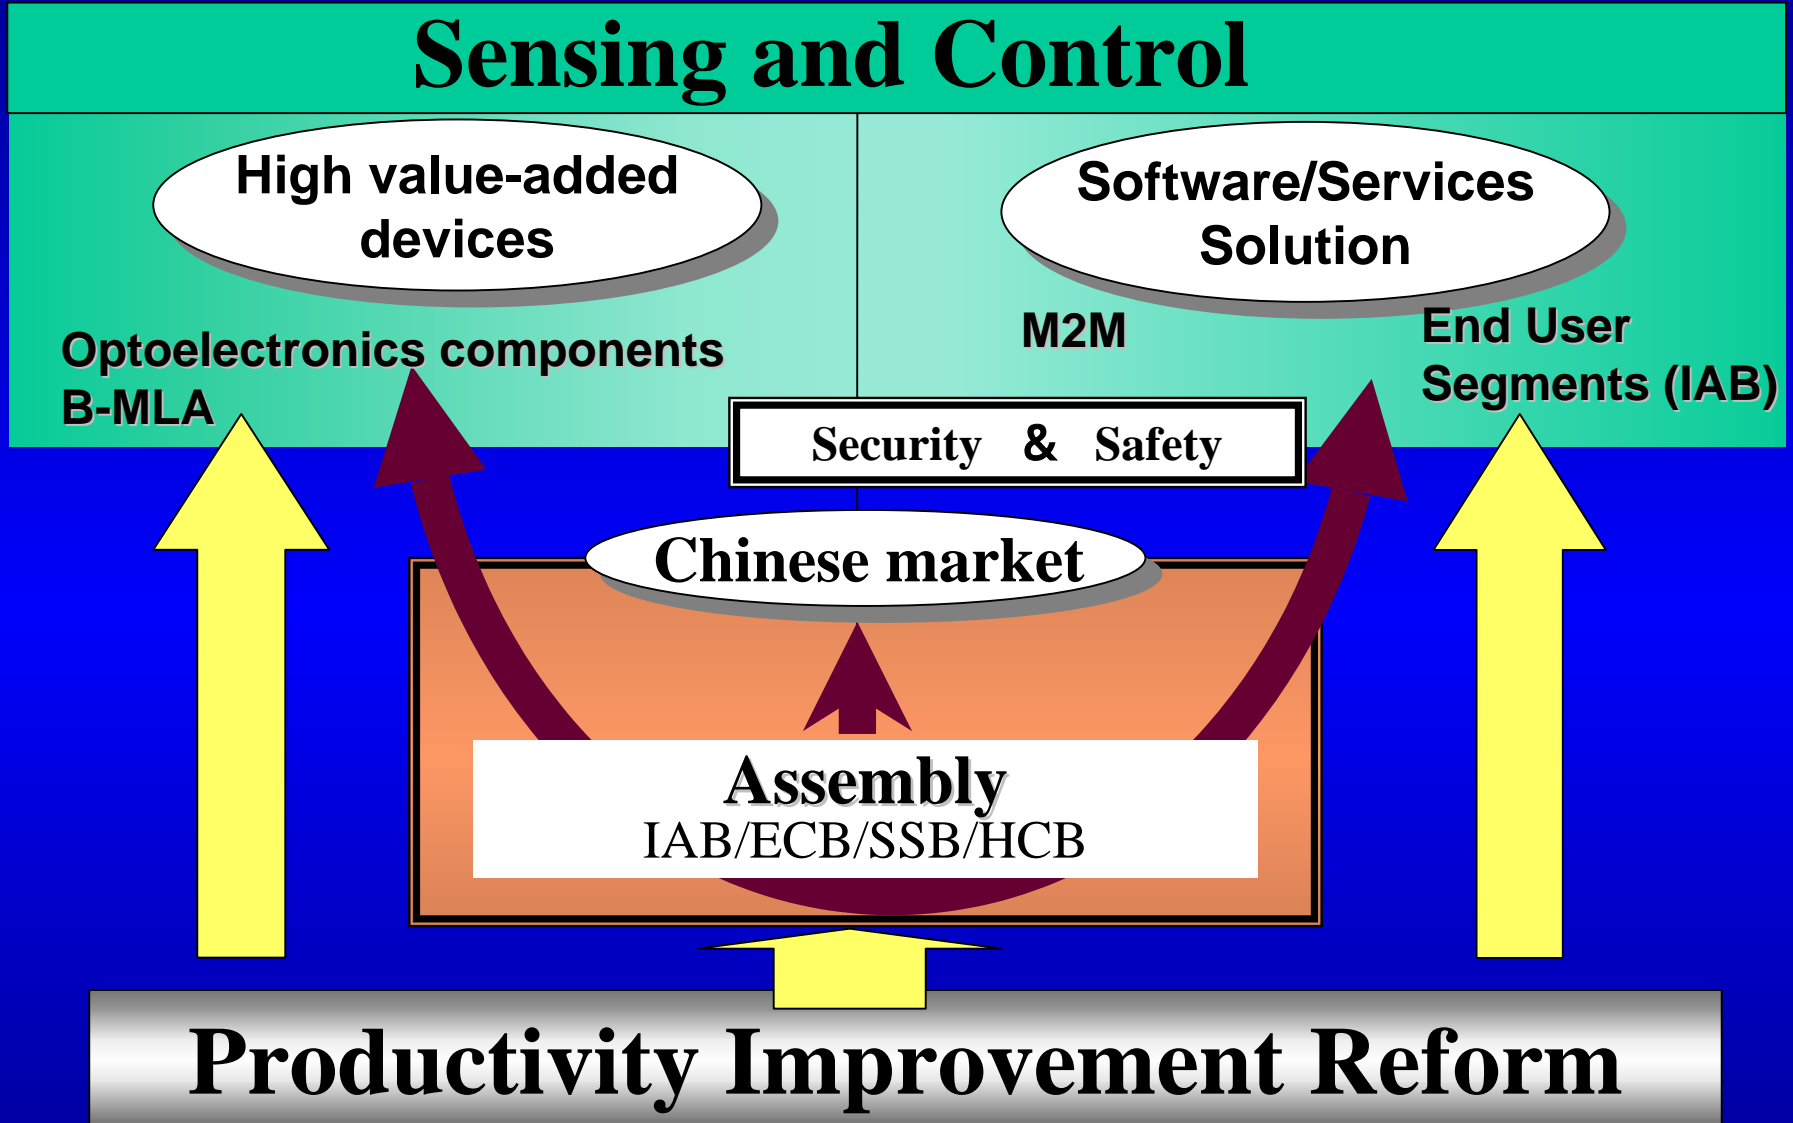 Sensing and Control
High value-added
devices
Software/Services
Solution
Optoelectronics components
B-MLA
M2M
End User
Segments (IAB)
Security & Safety
Chinese market
Assembly
IAB/ECB/SSB/HCB
Productivity Improvement Reform